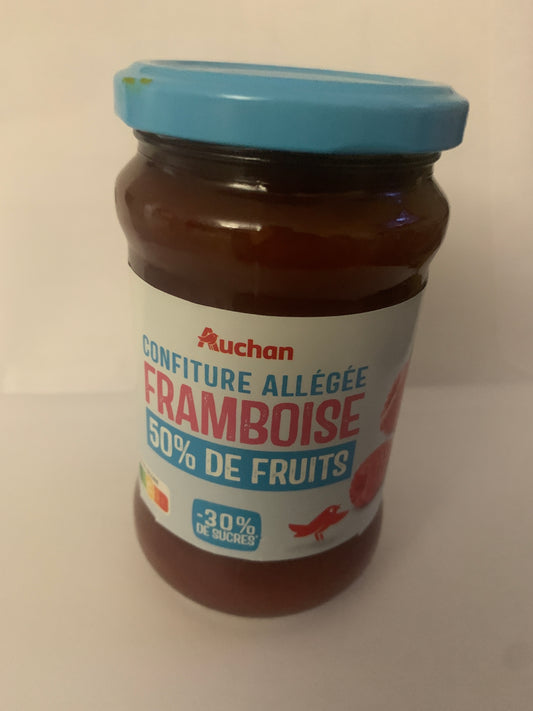 Auchan
CONFITURE ALLÉGÉE
FRAMBOISE
50% DE FRUITS
-30%
DE SUCRES*